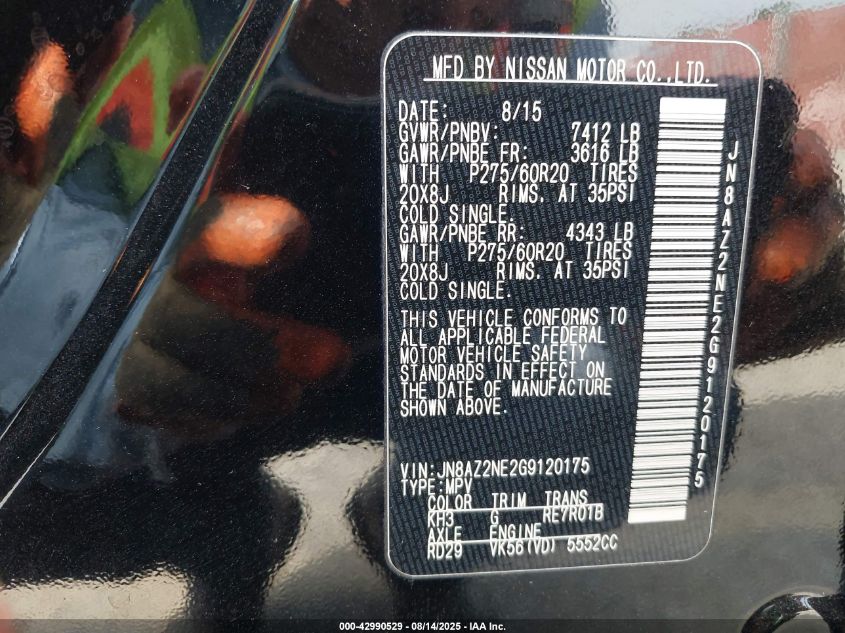 MFD BY NISSAN MOTOR CO.,LTD.
DATE: 8/15
GVWR/PNBV: 7412 LB
GAWR/PNBE FR: 3616 LB
WITH P275/60R20 TIRES
20X8J RIMS. AT 35PSI
COLD SINGLE.
GAWR/PNBE RR: 4343 LB
WITH P275/60R20 TIRES
20X8J RIMS. AT 35PSI
COLD SINGLE.
THIS VEHICLE CONFORMS TO
ALL APPLICABLE FEDERAL
MOTOR VEHICLE SAFETY
STANDARDS IN EFFECT ON
THE DATE OF MANUFACTURE
SHOWN ABOVE.
VIN:JN8AZ2NE2G9120175
TYPE:MPV
COLOR TRIM TRANS
KH3 G RE7R01B
AXLE ENGINE
RD29 VK56(VD) 5552CC
JN8AZ2NE2G9120175
000-42990529 - 08/14/2025 - IAA Inc.